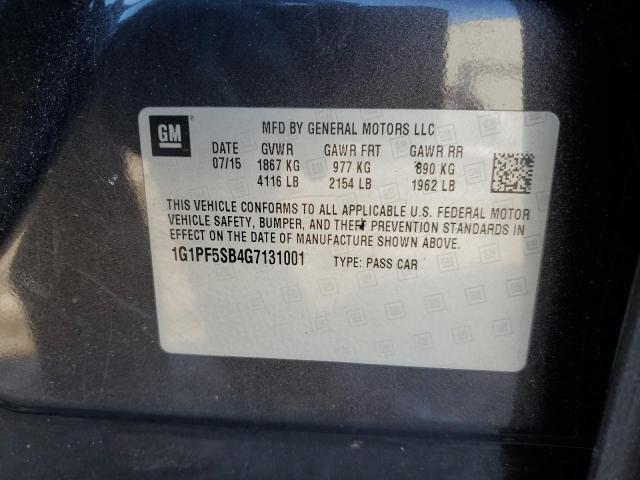 GM
MFD BY GENERAL MOTORS LLC
DATE GVWR GAWR FRT GAWR RR
07/15 1867 KG 977 KG 890 KG
4116 LB 2154 LB 1962 LB
THIS VEHICLE CONFORMS TO ALL APPLICABLE U.S. FEDERAL MOTOR
VEHICLE SAFETY, BUMPER, AND THEFT PREVENTION STANDARDS IN
EFFECT ON THE DATE OF MANUFACTURE SHOWN ABOVE.
1G1PF5SB4G7131001 TYPE: PASS CAR